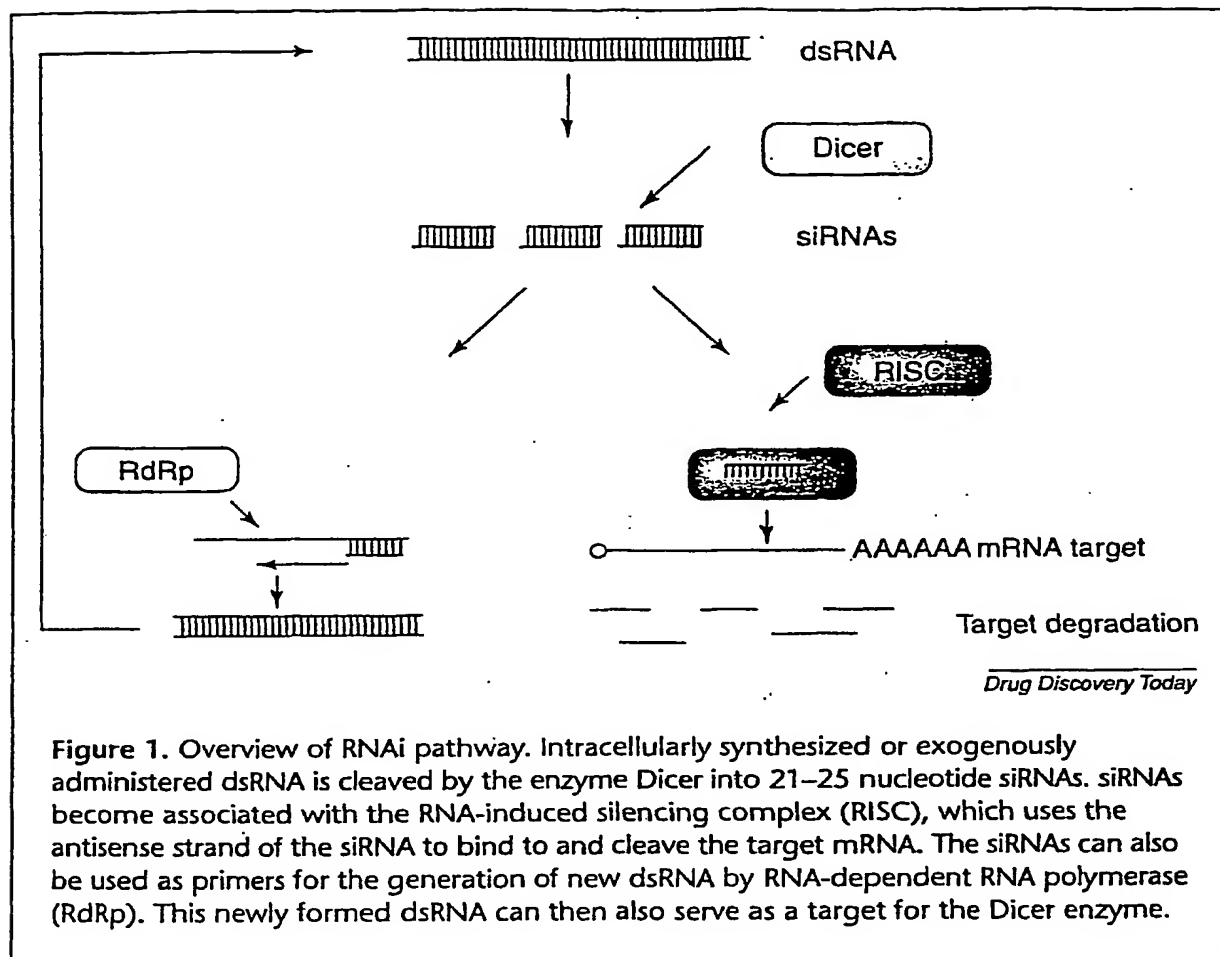 dsRNA
Dicer
siRNAs
RISC
RdRp
AAAAAA mRNA target
Target degradation
Drug Discovery Today
Figure 1. Overview of RNAi pathway. Intracellularly synthesized or exogenously
administered dsRNA is cleaved by the enzyme Dicer into 21–25 nucleotide siRNAs. siRNAs
become associated with the RNA-induced silencing complex (RISC), which uses the
antisense strand of the siRNA to bind to and cleave the target mRNA. The siRNAs can also
be used as primers for the generation of new dsRNA by RNA-dependent RNA polymerase
(RdRp). This newly formed dsRNA can then also serve as a target for the Dicer enzyme.